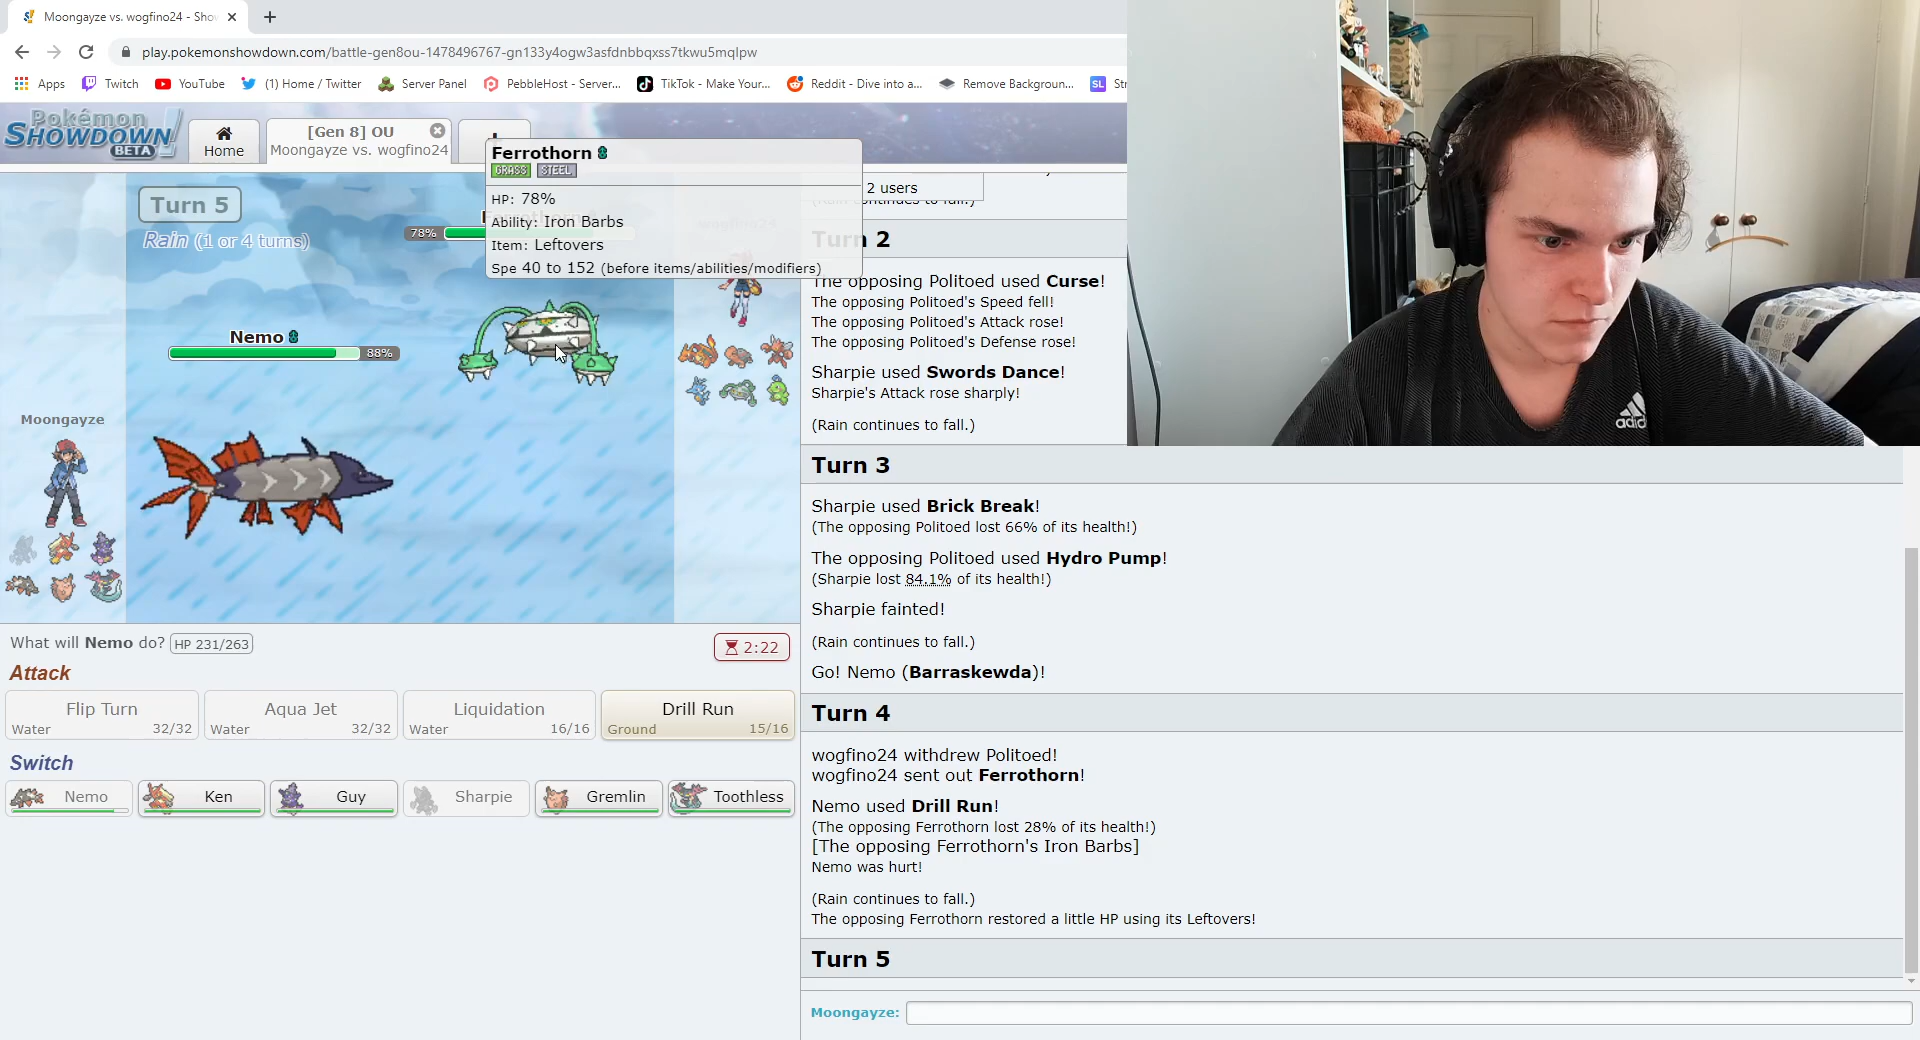 Moongayze vs. wogfino24 - Sho
play.pokemonshowdown.com/battle-gen8ou-1478496767-gn133y4ogw3asfdnbbqxss7tkwu5mqlpw
Apps Twitch YouTube (1) Home / Twitter Server Panel PebbleHost - Server... TikTok - Make Your... Reddit - Dive into a... Remove Backgroun... SL Str
Pokémon
SHOWDOWN!
BETA
Home
[Gen 8] OU
Moongayze vs. wogfino24
Ferrothorn
GRASS STEEL
HP: 78%
Ability: Iron Barbs
Item: Leftovers
Spe 40 to 152 (before items/abilities/modifiers)
Turn 5
Rain (1 or 4 turns)
78%
wogfino24
Nemo
88%
Moongayze
What will Nemo do? HP 231/263
2:22
Attack
Flip Turn
Water 32/32
Aqua Jet
Water 32/32
Liquidation
Water 16/16
Drill Run
Ground 15/16
Switch
Nemo Ken Guy Sharpie Gremlin Toothless
2 users
(Rain continues to fall.)
Turn 2
The opposing Politoed used Curse!
The opposing Politoed's Speed fell!
The opposing Politoed's Attack rose!
The opposing Politoed's Defense rose!
Sharpie used Swords Dance!
Sharpie's Attack rose sharply!
(Rain continues to fall.)
Turn 3
Sharpie used Brick Break!
(The opposing Politoed lost 66% of its health!)
The opposing Politoed used Hydro Pump!
(Sharpie lost 84.1% of its health!)
Sharpie fainted!
(Rain continues to fall.)
Go! Nemo (Barraskewda)!
Turn 4
wogfino24 withdrew Politoed!
wogfino24 sent out Ferrothorn!
Nemo used Drill Run!
(The opposing Ferrothorn lost 28% of its health!)
[The opposing Ferrothorn's Iron Barbs]
Nemo was hurt!
(Rain continues to fall.)
The opposing Ferrothorn restored a little HP using its Leftovers!
Turn 5
Moongayze:
adidas